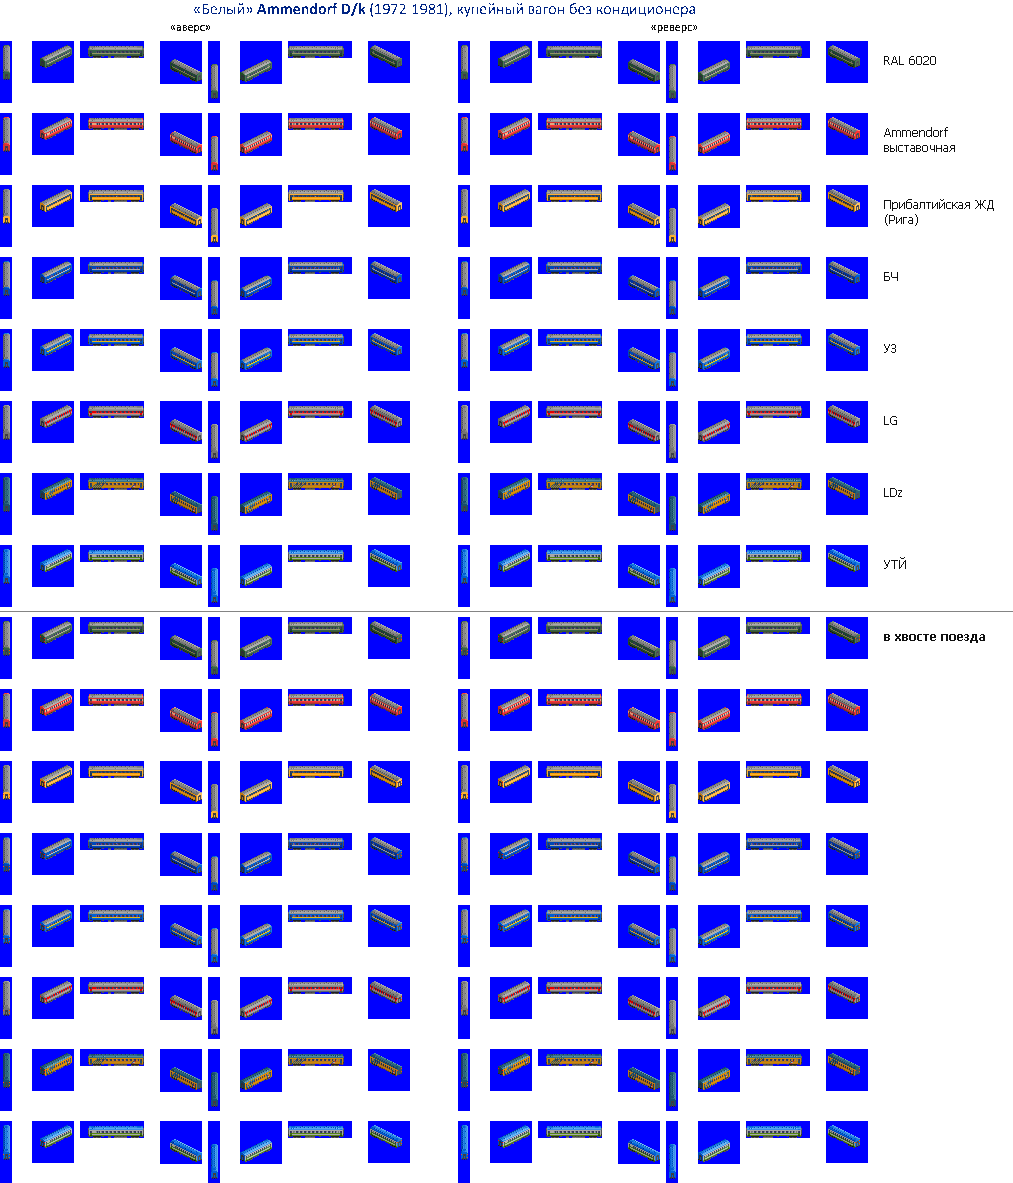 «Белый» Ammendorf D/k (1972 1981), купейный вагон без кондиционера
«аверс» «реверс»
RAL 6020
Ammendorf
выставочная
Прибалтийская ЖД
(Рига)
БЧ
УЗ
LG
LDz
УТЙ
в хвосте поезда